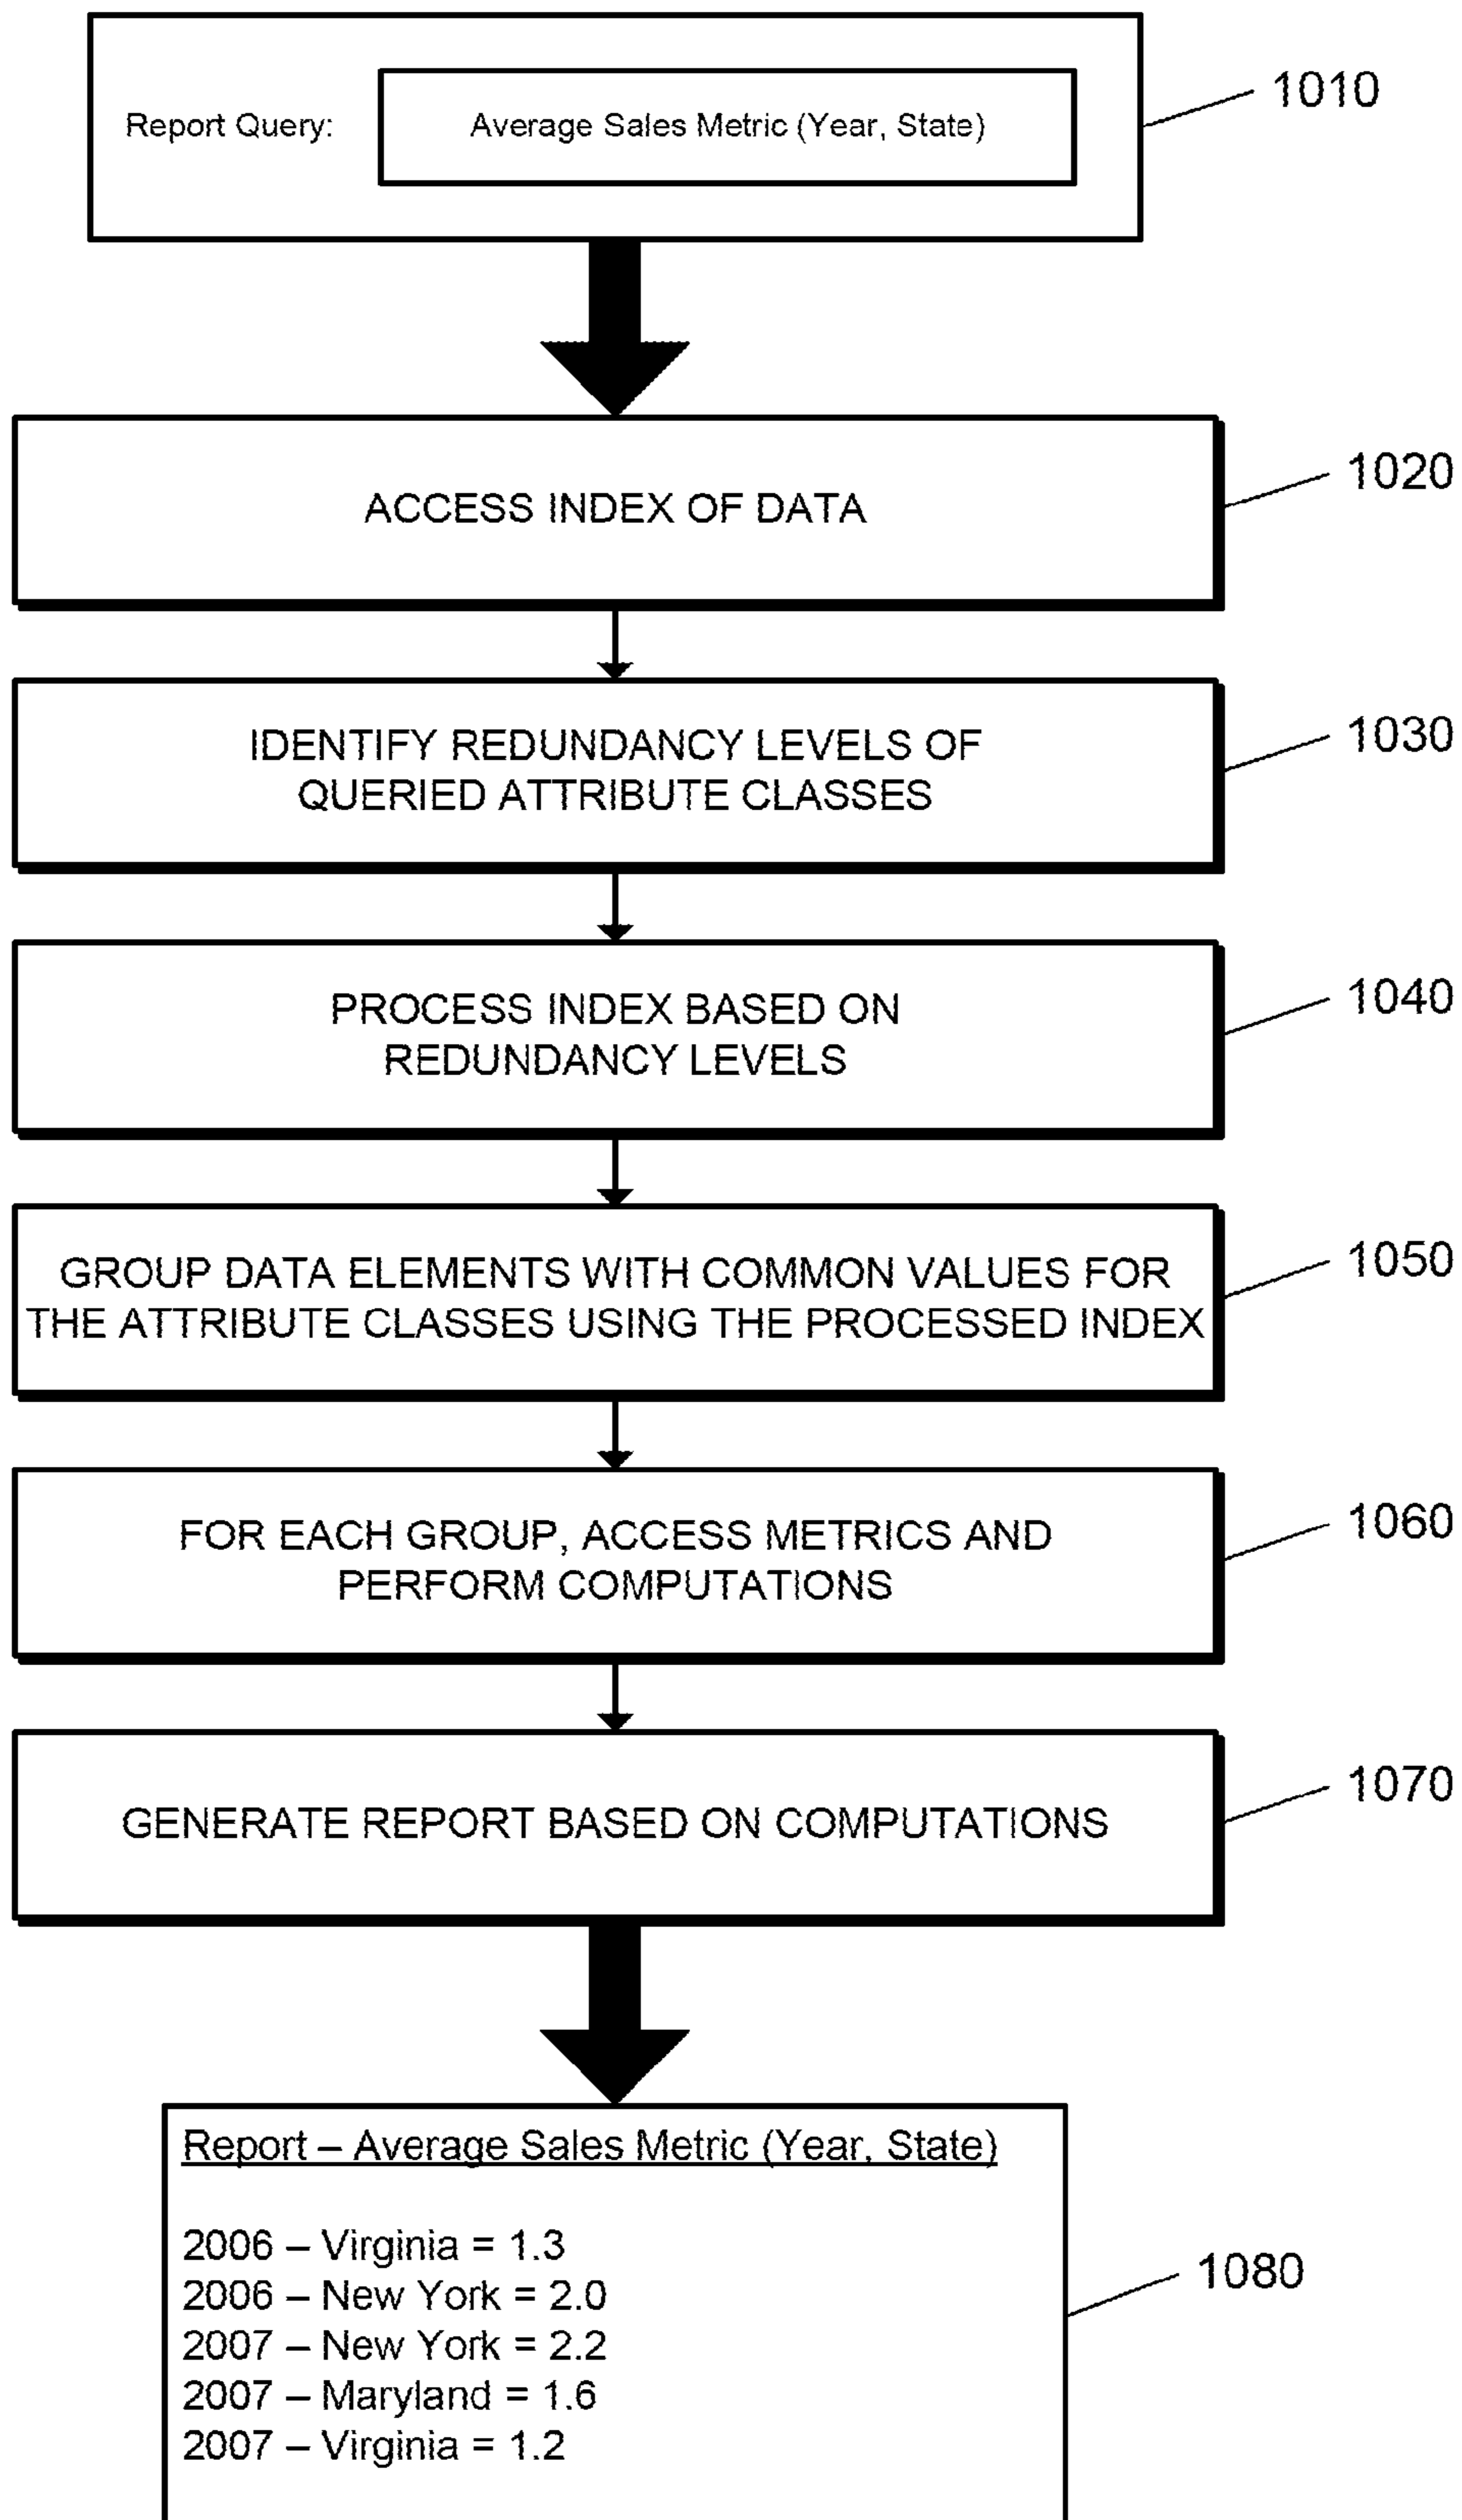 Report Query: Average Sales Metric (Year, State)
1010
ACCESS INDEX OF DATA
1020
IDENTIFY REDUNDANCY LEVELS OF
QUERIED ATTRIBUTE CLASSES
1030
PROCESS INDEX BASED ON
REDUNDANCY LEVELS
1040
GROUP DATA ELEMENTS WITH COMMON VALUES FOR
THE ATTRIBUTE CLASSES USING THE PROCESSED INDEX
1050
FOR EACH GROUP, ACCESS METRICS AND
PERFORM COMPUTATIONS
1060
GENERATE REPORT BASED ON COMPUTATIONS
1070
Report – Average Sales Metric (Year, State)
2006 – Virginia = 1.3
2006 – New York = 2.0
2007 – New York = 2.2
2007 – Maryland = 1.6
2007 – Virginia = 1.2
1080